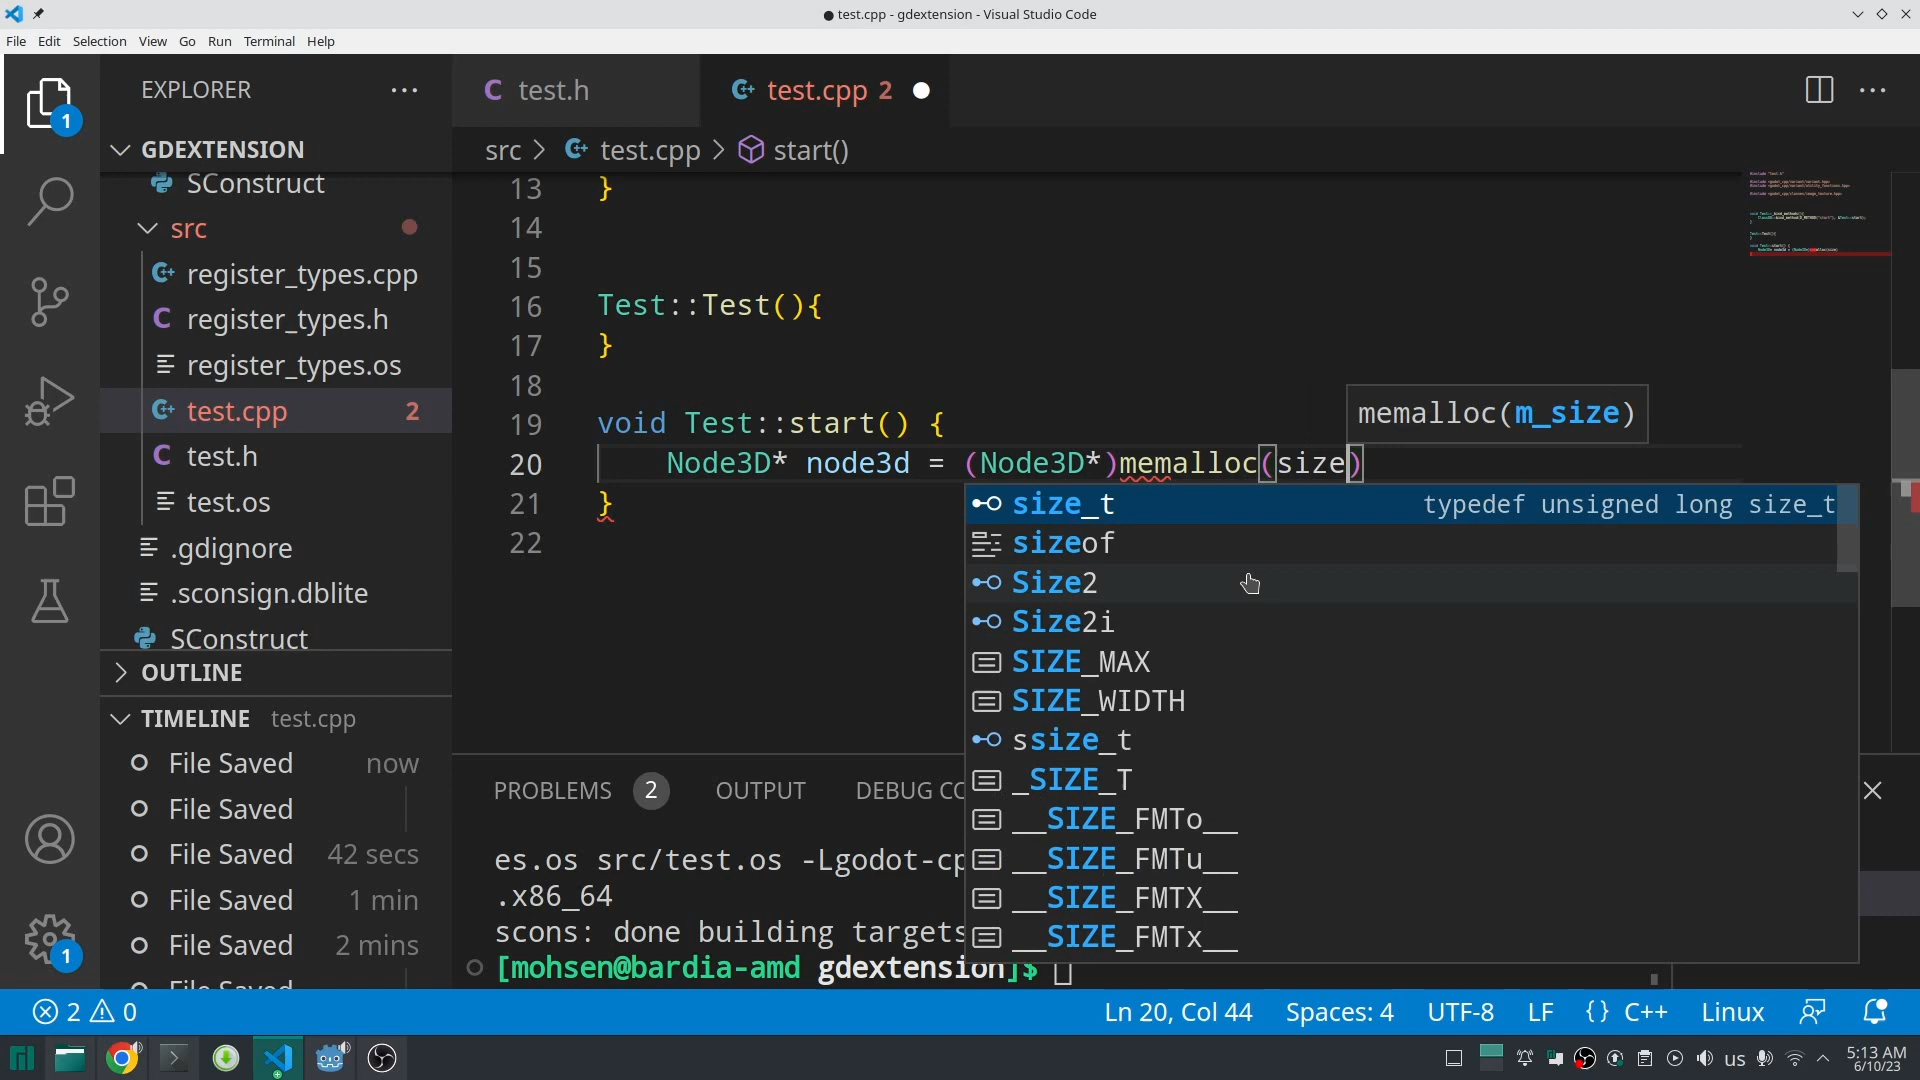 ● test.cpp - gdextension - Visual Studio Code
File Edit Selection View Go Run Terminal Help
EXPLORER
GDEXTENSION
SConstruct
src
register_types.cpp
register_types.h
register_types.os
test.cpp 2
test.h
test.os
.gdignore
.sconsign.dblite
SConstruct
OUTLINE
TIMELINE test.cpp
File Saved now
File Saved
File Saved 42 secs
File Saved 1 min
File Saved 2 mins
1
1
test.h
test.cpp 2
src > test.cpp > start()
13 }
14
15
16 Test::Test(){
17 }
18
19 void Test::start() {
20 Node3D* node3d = (Node3D*)memalloc(size)
21 }
22
memalloc(m_size)
size_t typedef unsigned long size_t
sizeof
Size2
Size2i
SIZE_MAX
SIZE_WIDTH
ssize_t
_SIZE_T
__SIZE_FMTo__
__SIZE_FMTu__
__SIZE_FMTX__
__SIZE_FMTx__
PROBLEMS 2 OUTPUT DEBUG CO
es.os src/test.os -Lgodot-cp
.x86_64
scons: done building targets
[mohsen@bardia-amd gdextension]$
2 0
Ln 20, Col 44 Spaces: 4 UTF-8 LF {} C++ Linux
us
5:13 AM
6/10/23